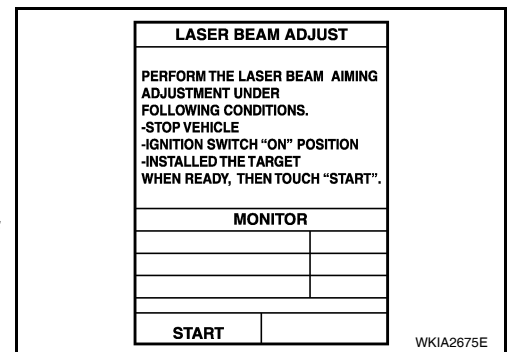 LASER BEAM ADJUST
PERFORM THE LASER BEAM AIMING
ADJUSTMENT UNDER
FOLLOWING CONDITIONS.
-STOP VEHICLE
-IGNITION SWITCH “ON” POSITION
-INSTALLED THE TARGET
WHEN READY, THEN TOUCH “START”.
MONITOR
START
WKIA2675E